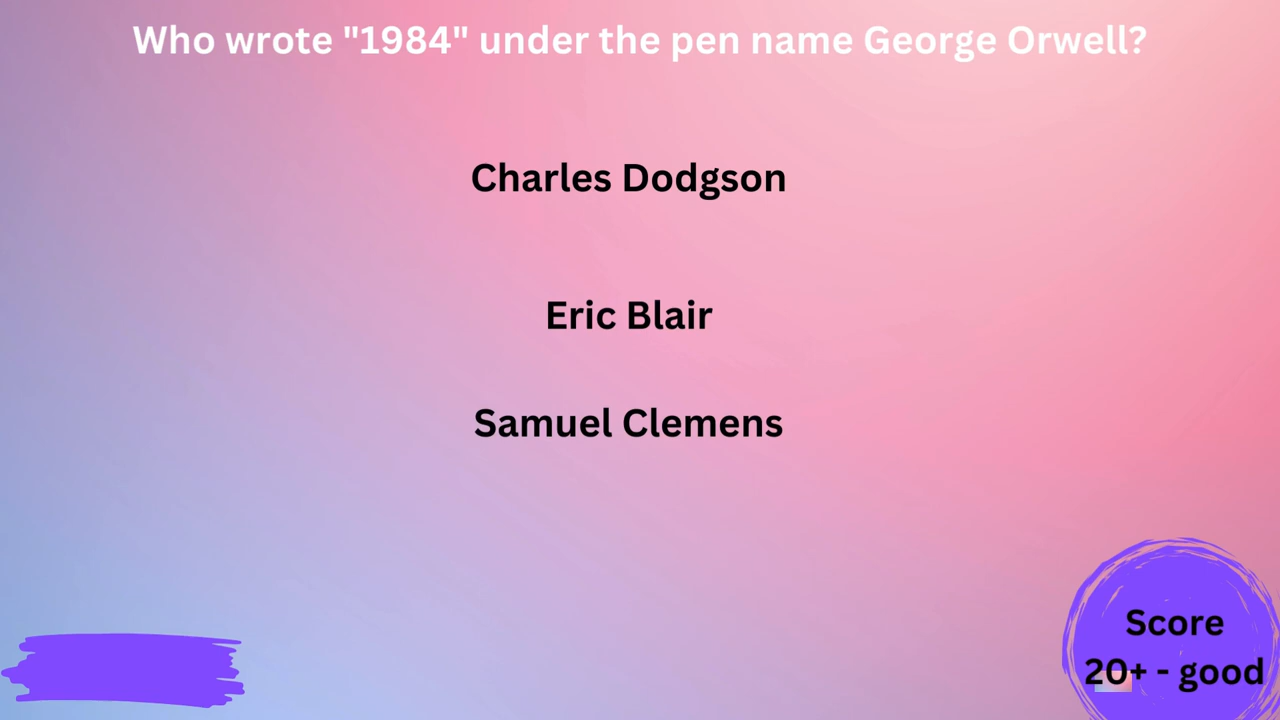 Who wrote "1984" under the pen name George Orwell?
Charles Dodgson
Eric Blair
Samuel Clemens
Score
20+ - good